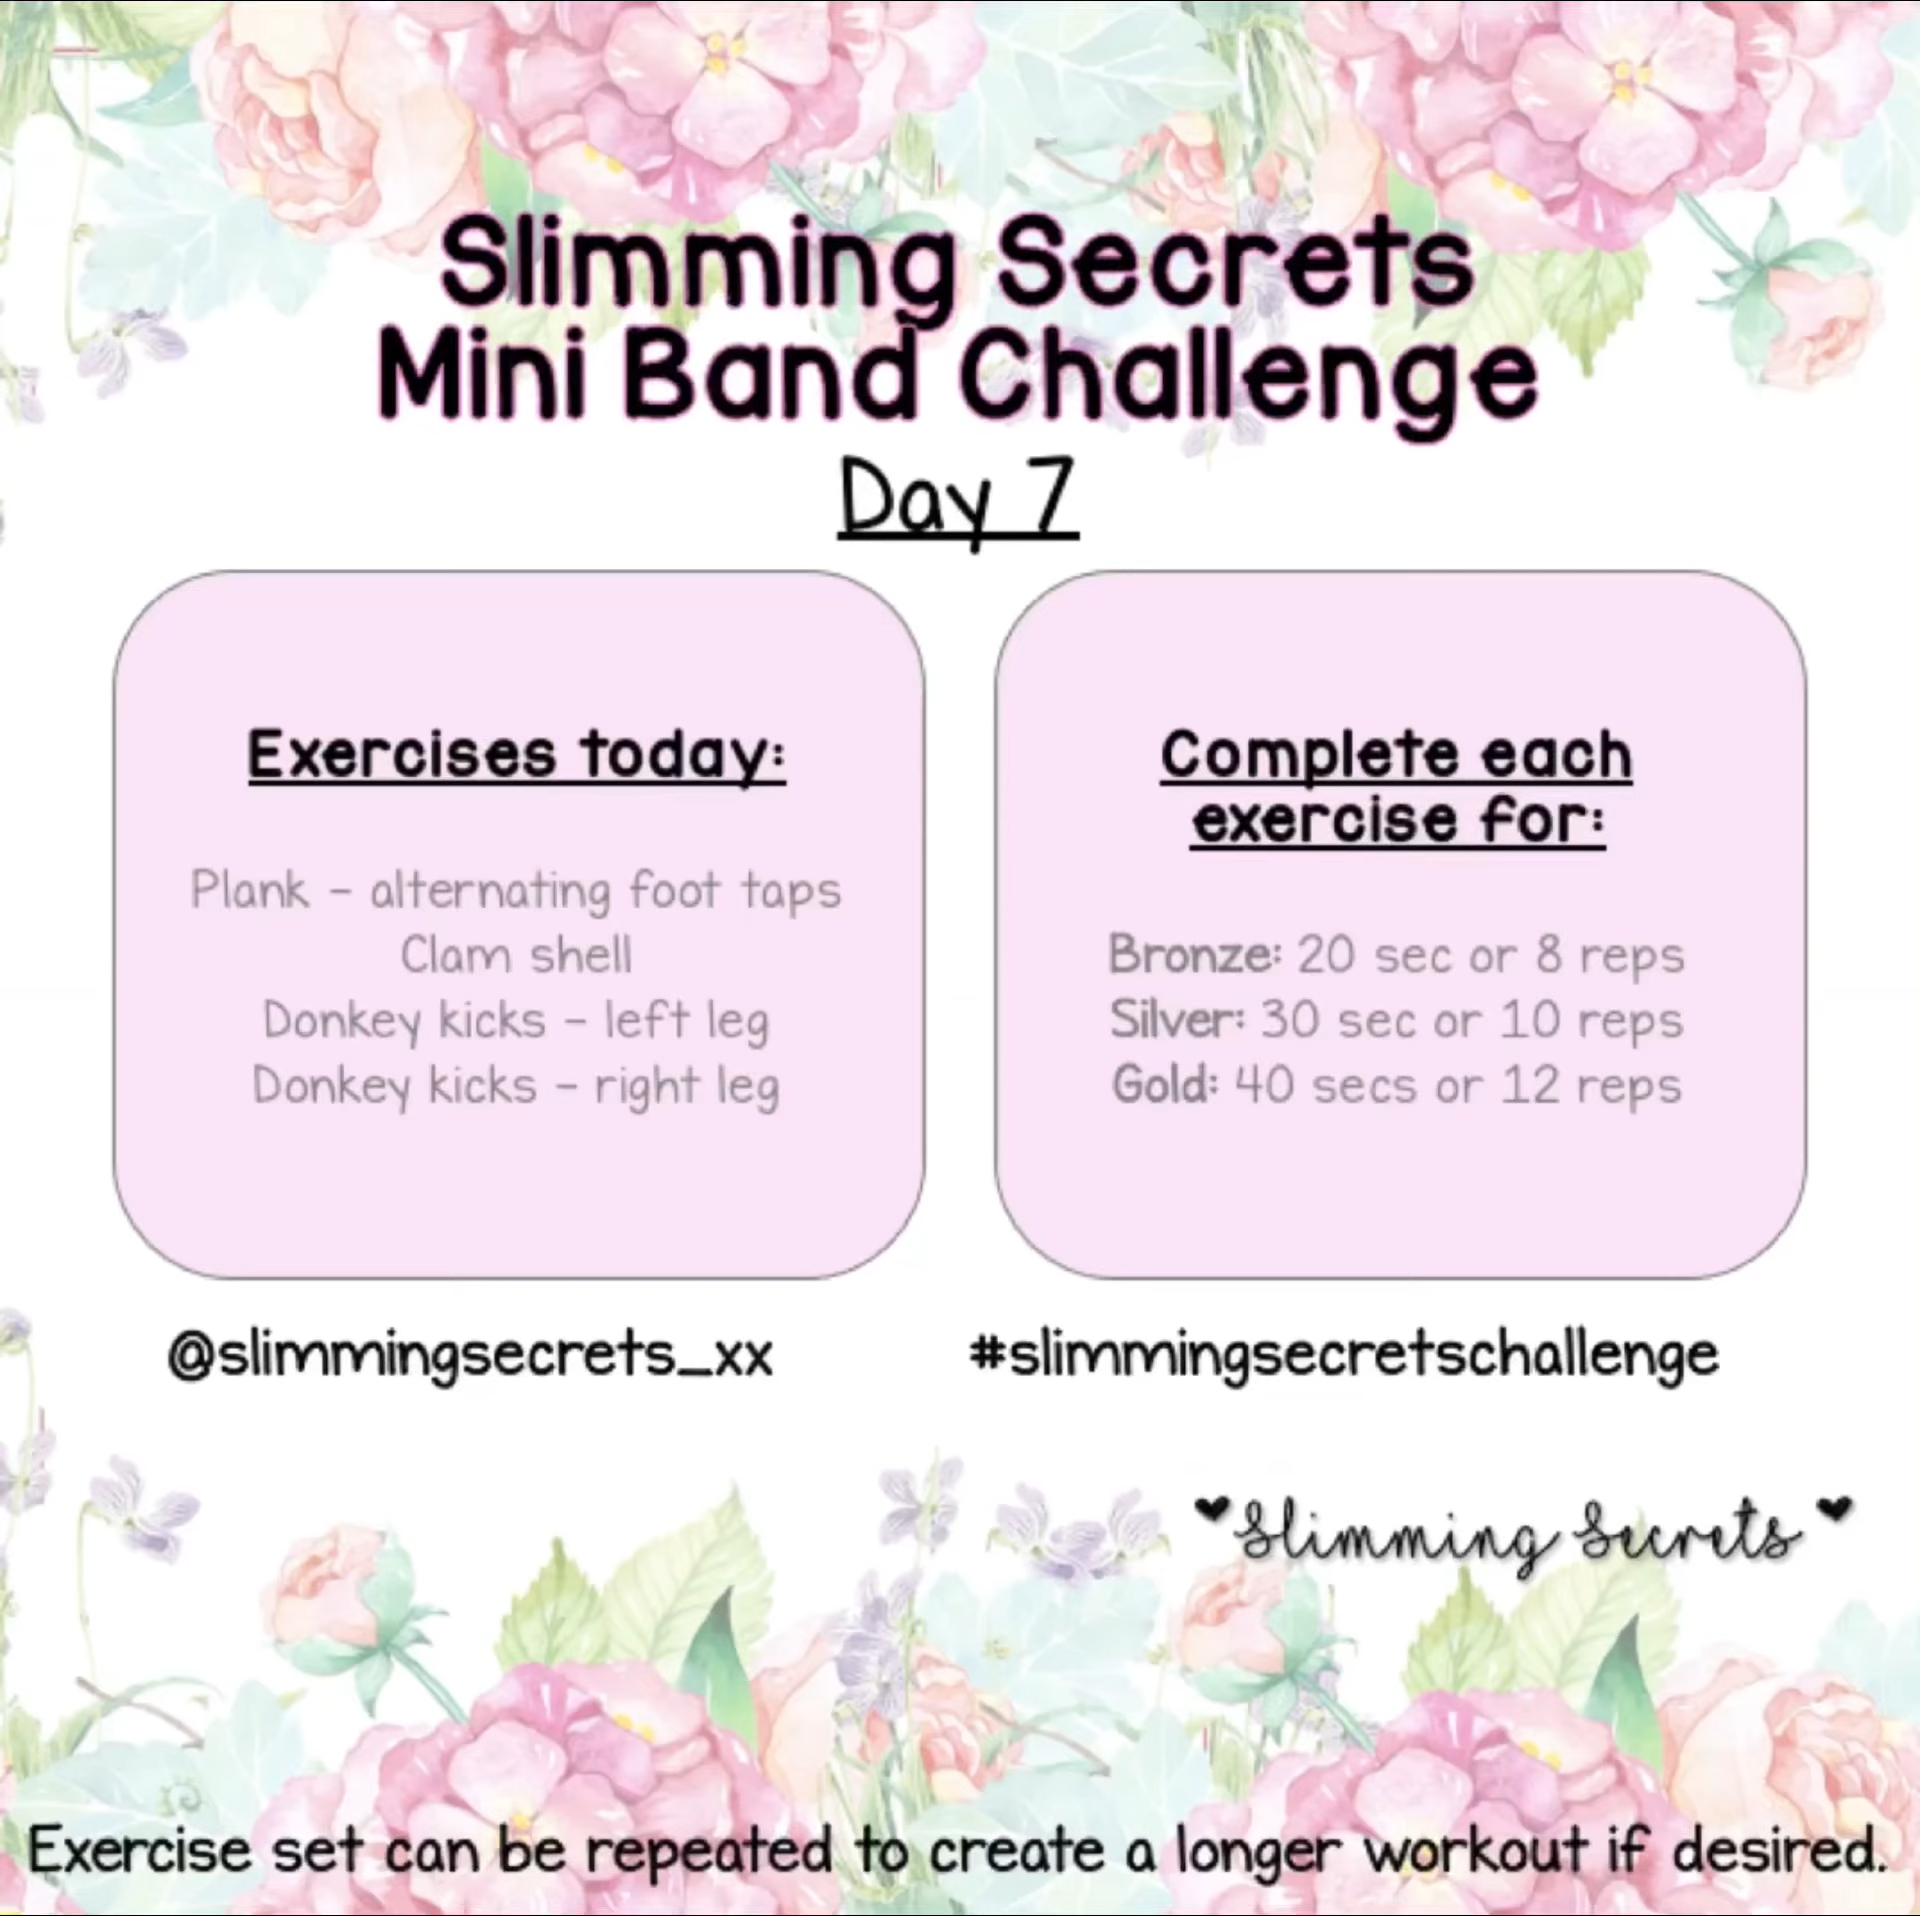 Slimming Secrets
Mini Band Challenge
Day 7
Exercises today:
Plank - alternating foot taps
Clam shell
Donkey kicks - left leg
Donkey kicks - right leg
Complete each
exercise for:
Bronze: 20 sec or 8 reps
Silver: 30 sec or 10 reps
Gold: 40 secs or 12 reps
@slimmingsecrets_xx
#slimmingsecretschallenge
❤Slimming Secrets❤
Exercise set can be repeated to create a longer workout if desired.